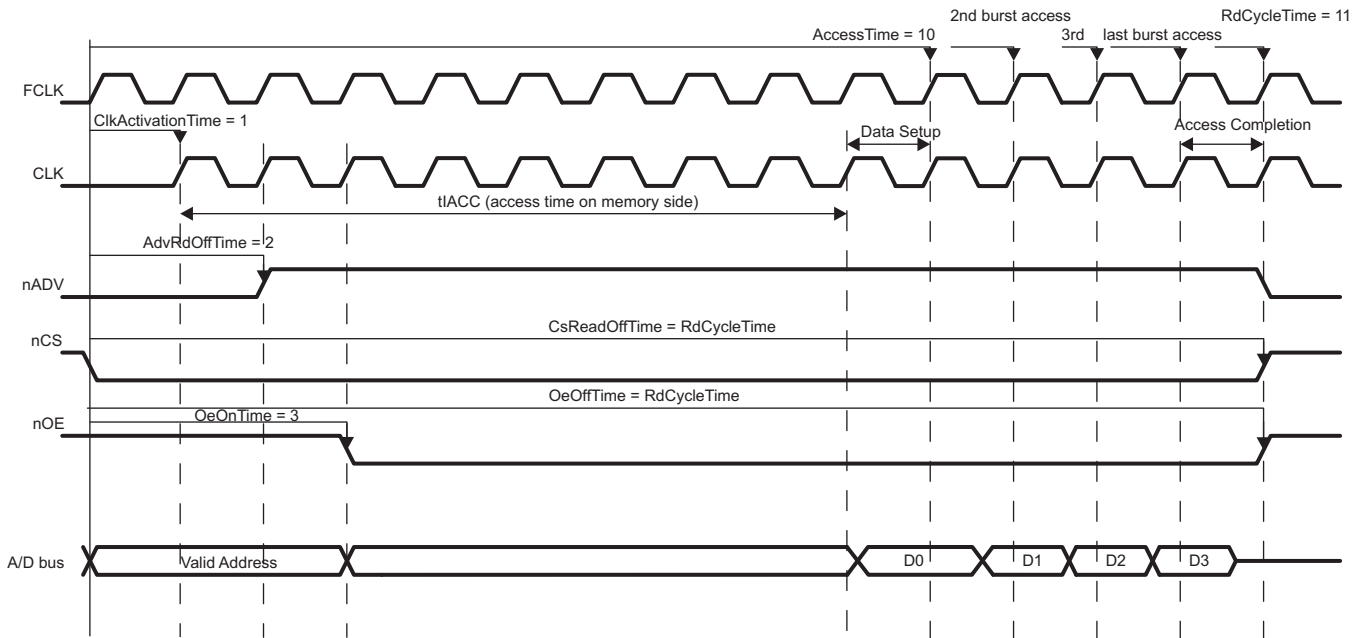 2nd burst access
RdCycleTime = 11
AccessTime = 10
3rd
last burst access
FCLK
ClkActivationTime = 1
Data Setup
Access Completion
CLK
tIACC (access time on memory side)
AdvRdOffTime = 2
nADV
CsReadOffTime = RdCycleTime
nCS
OeOffTime = RdCycleTime
OeOnTime = 3
nOE
A/D bus
Valid Address
D0
D1
D2
D3